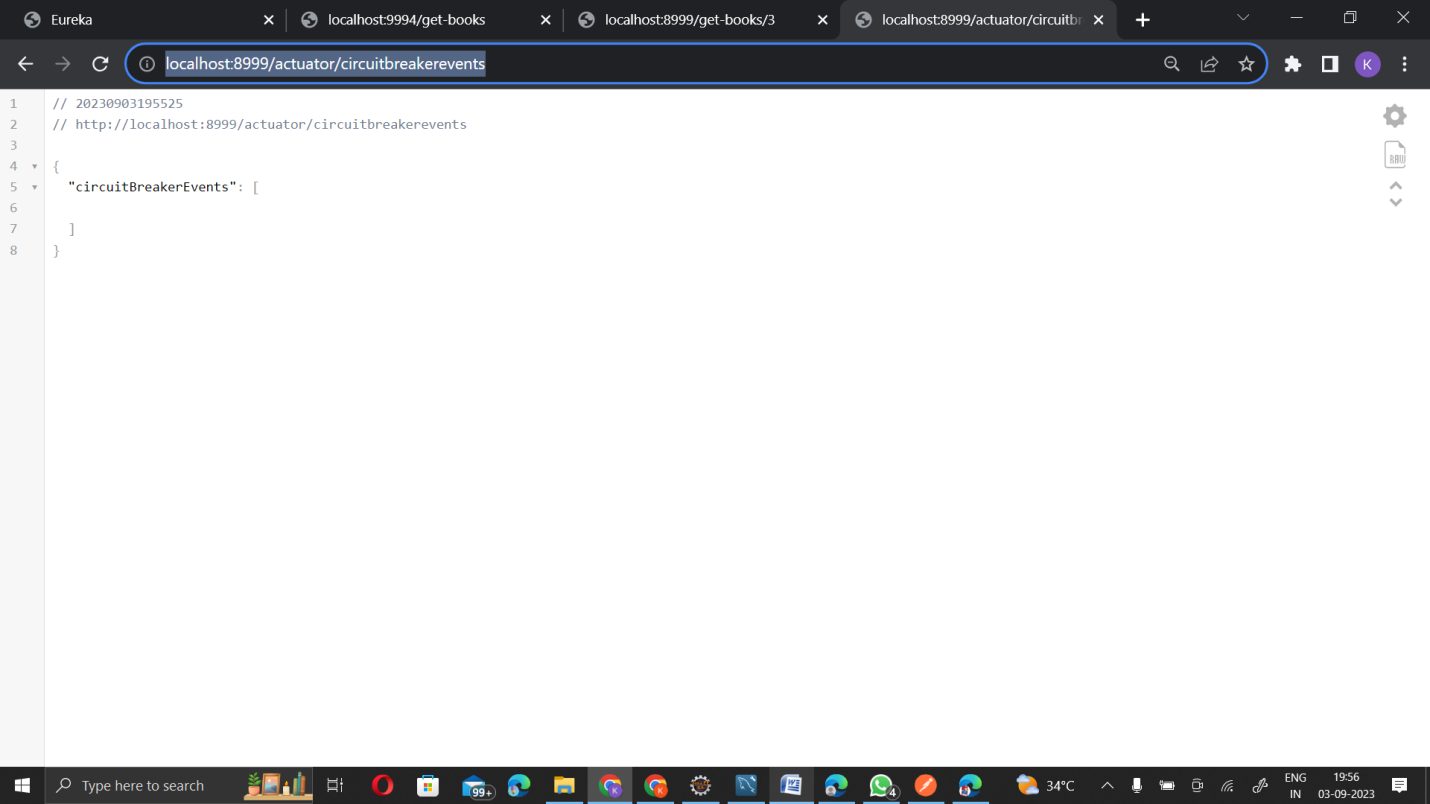 Eureka
localhost:9994/get-books
localhost:8999/get-books/3
localhost:8999/actuator/circuitbr
localhost:8999/actuator/circuitbreakerevents
K
1 // 20230903195525
2 // http://localhost:8999/actuator/circuitbreakerevents
3
4 {
5 "circuitBreakerEvents": [
6
7 ]
8 }
RAW
Type here to search
99+
K
K
4
34°C
ENG
IN
19:56
03-09-2023